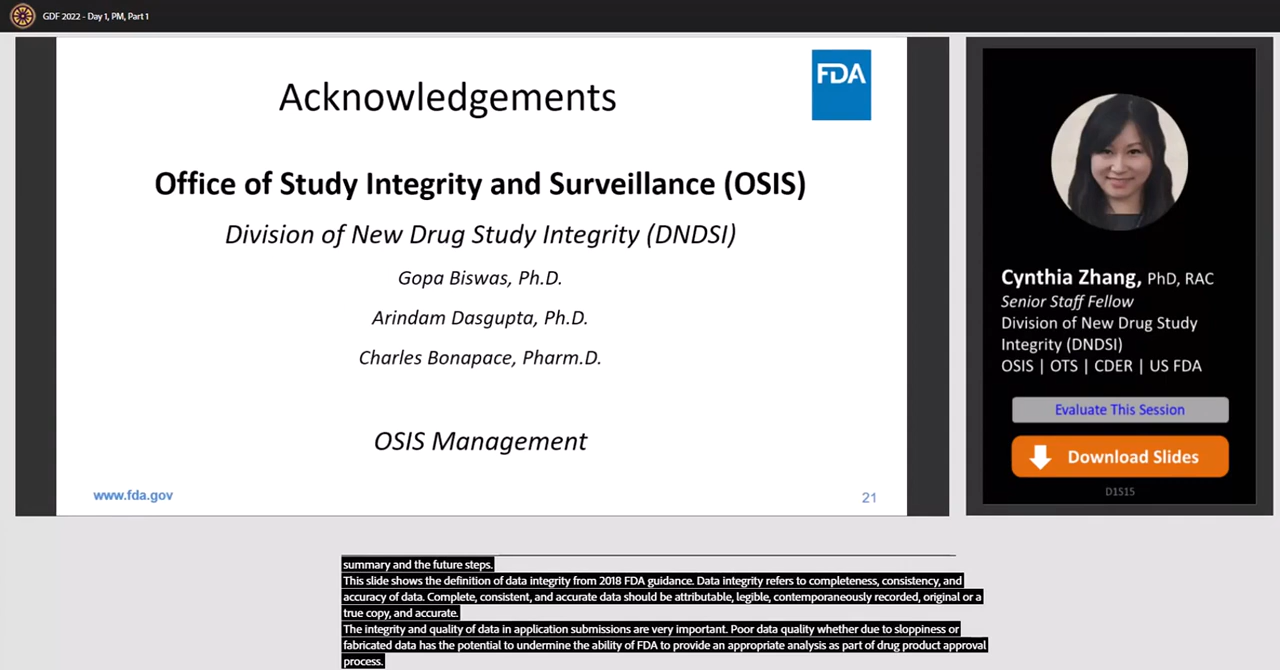 GDF 2022 - Day 1, PM, Part 1
Acknowledgements
FDA
Office of Study Integrity and Surveillance (OSIS)
Division of New Drug Study Integrity (DNDSI)
Gopa Biswas, Ph.D.
Arindam Dasgupta, Ph.D.
Charles Bonapace, Pharm.D.
OSIS Management
www.fda.gov
21
Cynthia Zhang, PhD, RAC
Senior Staff Fellow
Division of New Drug Study
Integrity (DNDSI)
OSIS | OTS | CDER | US FDA
Evaluate This Session
Download Slides
D1515
summary and the future steps.
This slide shows the definition of data integrity from 2018 FDA guidance. Data integrity refers to completeness, consistency, and
accuracy of data. Complete, consistent, and accurate data should be attributable, legible, contemporaneously recorded, original or a
true copy, and accurate.
The integrity and quality of data in application submissions are very important. Poor data quality whether due to sloppiness or
fabricated data has the potential to undermine the ability of FDA to provide an appropriate analysis as part of drug product approval
process.